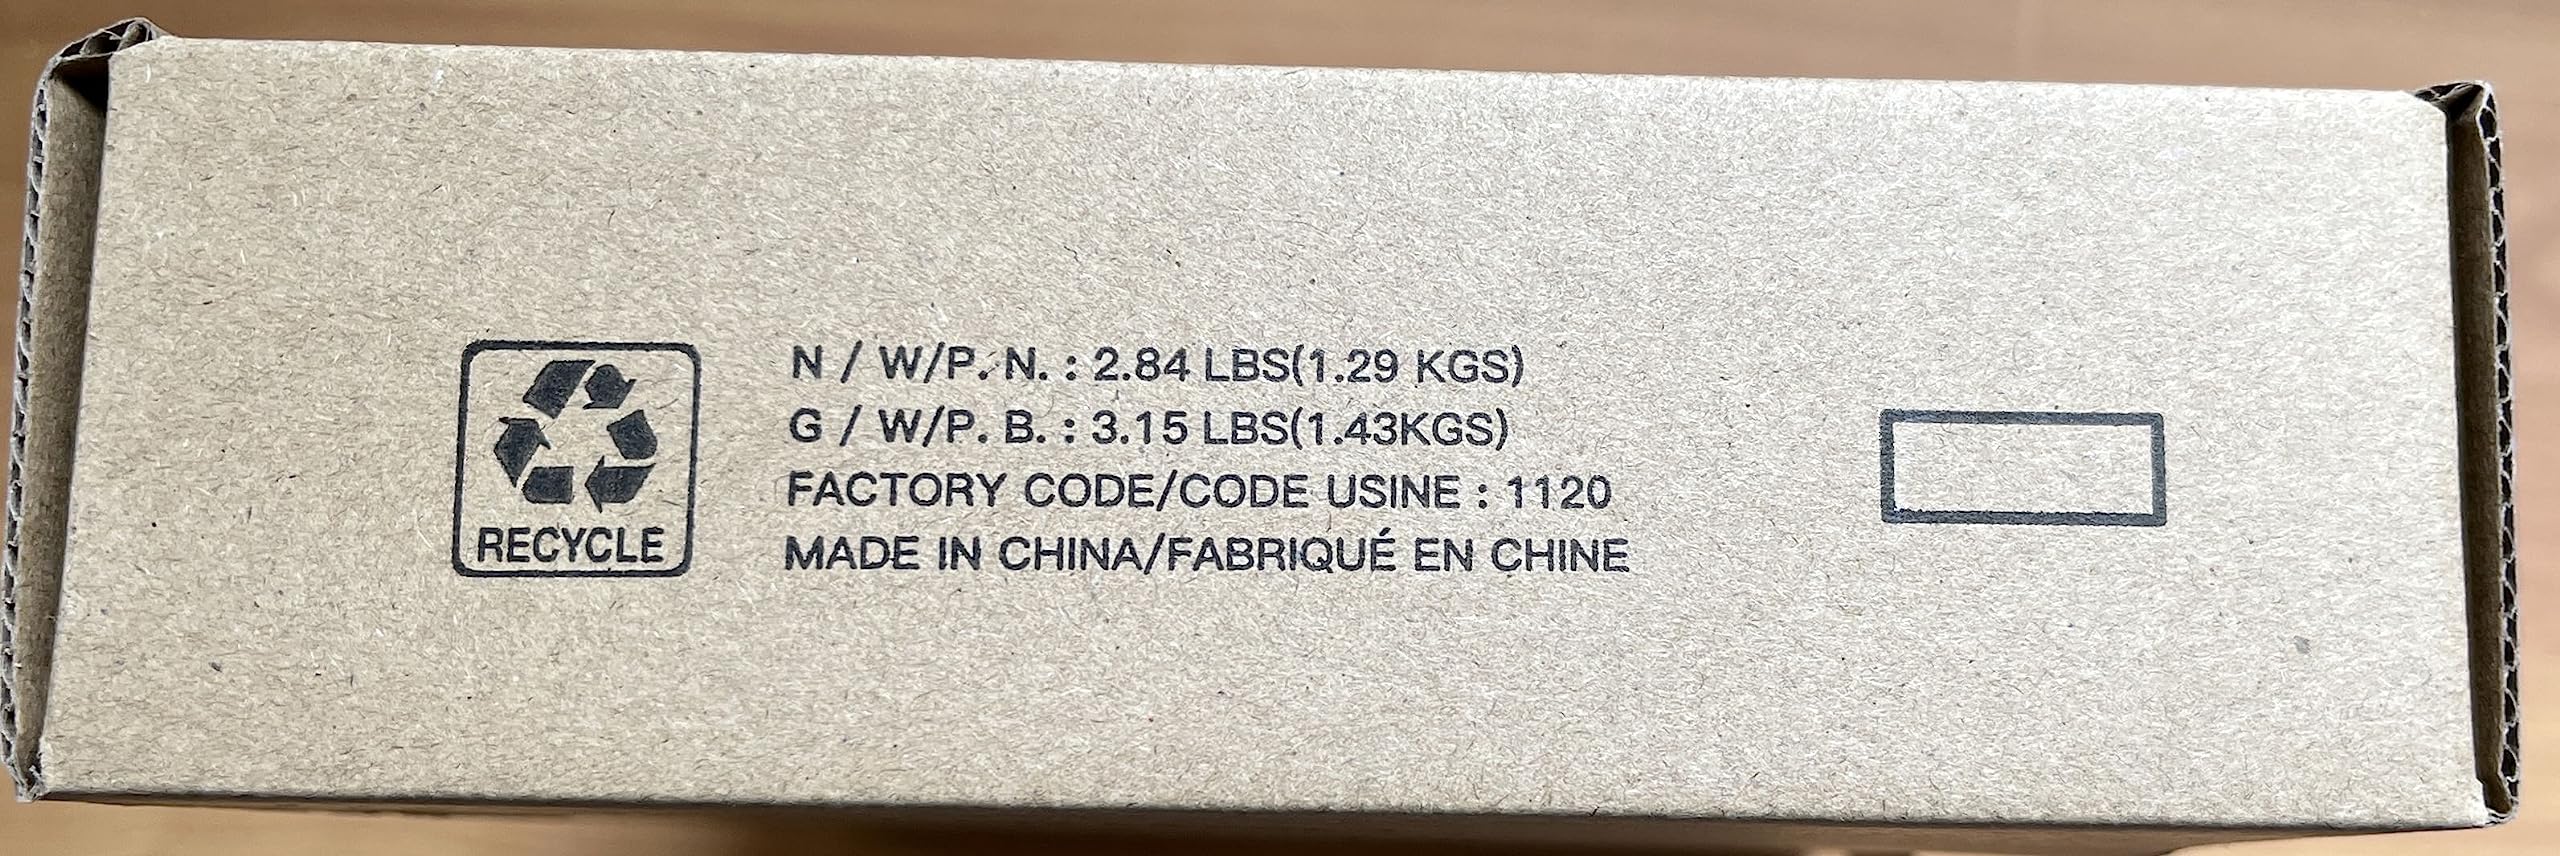 N / W/P. N. : 2.84 LBS(1.29 KGS)
G / W/P. B. : 3.15 LBS(1.43KGS)
FACTORY CODE/CODE USINE : 1120
MADE IN CHINA/FABRIQUÉ EN CHINE
RECYCLE